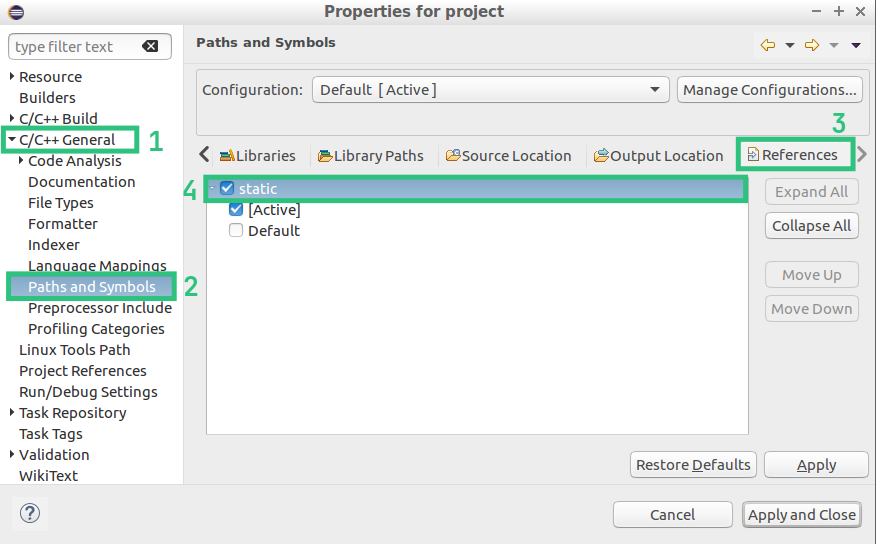 Properties for project
type filter text
Paths and Symbols
Resource
Builders
C/C++ Build
C/C++ General 1
Code Analysis
Documentation
File Types
Formatter
Indexer
Language Mappings
Paths and Symbols 2
Preprocessor Include
Profiling Categories
Linux Tools Path
Project References
Run/Debug Settings
Task Repository
Task Tags
Validation
WikiText
Configuration: Default [ Active ] Manage Configurations...
3
Libraries Library Paths Source Location Output Location References
4 static
[Active]
Default
Expand All
Collapse All
Move Up
Move Down
Restore Defaults Apply
? Cancel Apply and Close